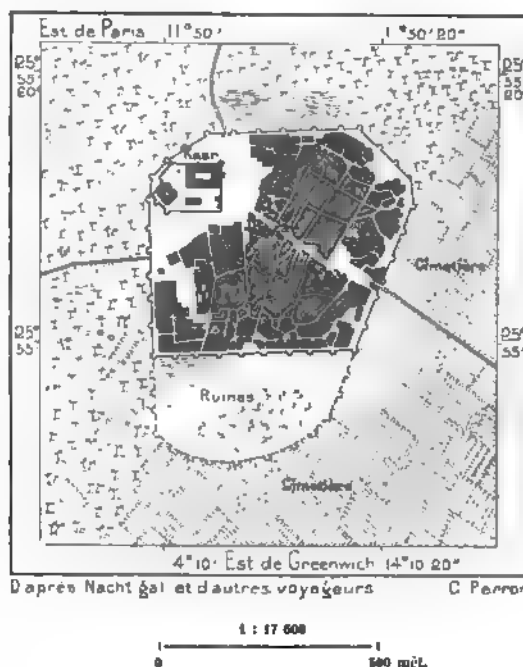 Est de Paris 11° 50' 1 ° 50' 20"
25° 55' 20" 25° 55' 20"
Kasr
Cimetière
25° 55' 25° 55'
Ruines
Cimetière
4° 10' Est de Greenwich 14° 10' 20"
D'après Nachtigal et d'autres voyageurs C. Perron
1 : 17 500
0 500 mèt.